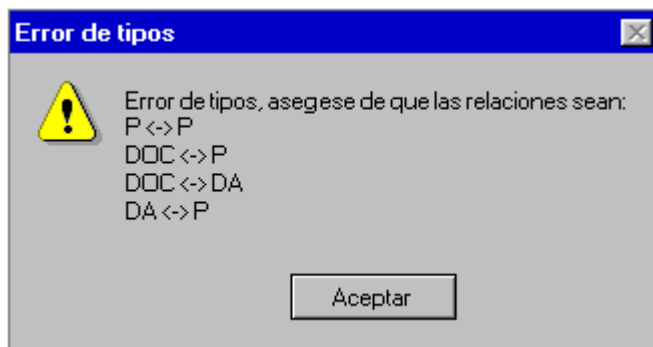 Error de tipos
Error de tipos, asegese de que las relaciones sean:
P <-> P
DOC <-> P
DOC <-> DA
DA <-> P
Aceptar